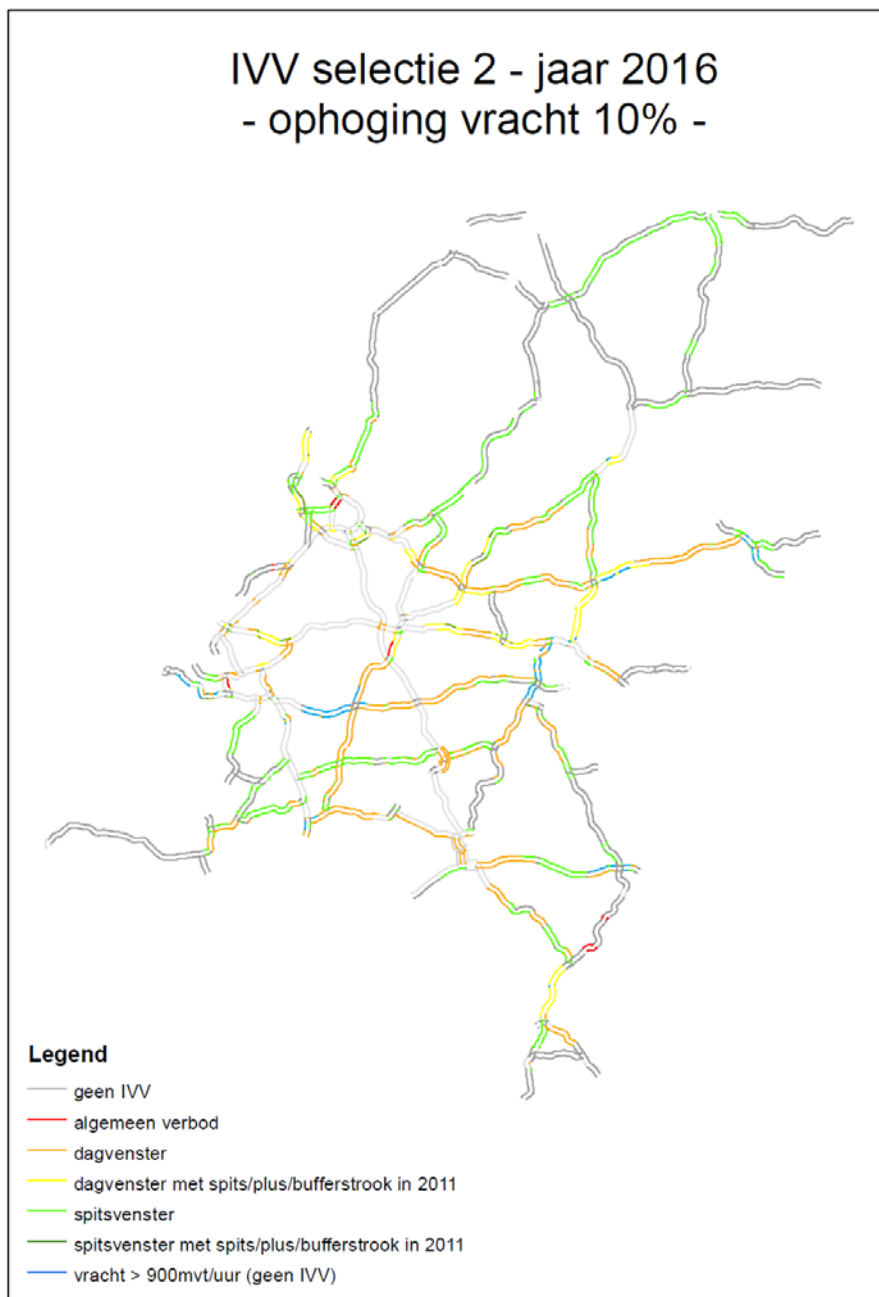 IVV selectie 2 - jaar 2016
- ophoging vracht 10% -
Legend
geen IVV
algemeen verbod
dagvenster
dagvenster met spits/plus/bufferstrook in 2011
spitsvenster
spitsvenster met spits/plus/bufferstrook in 2011
vracht > 900mvt/uur (geen IVV)